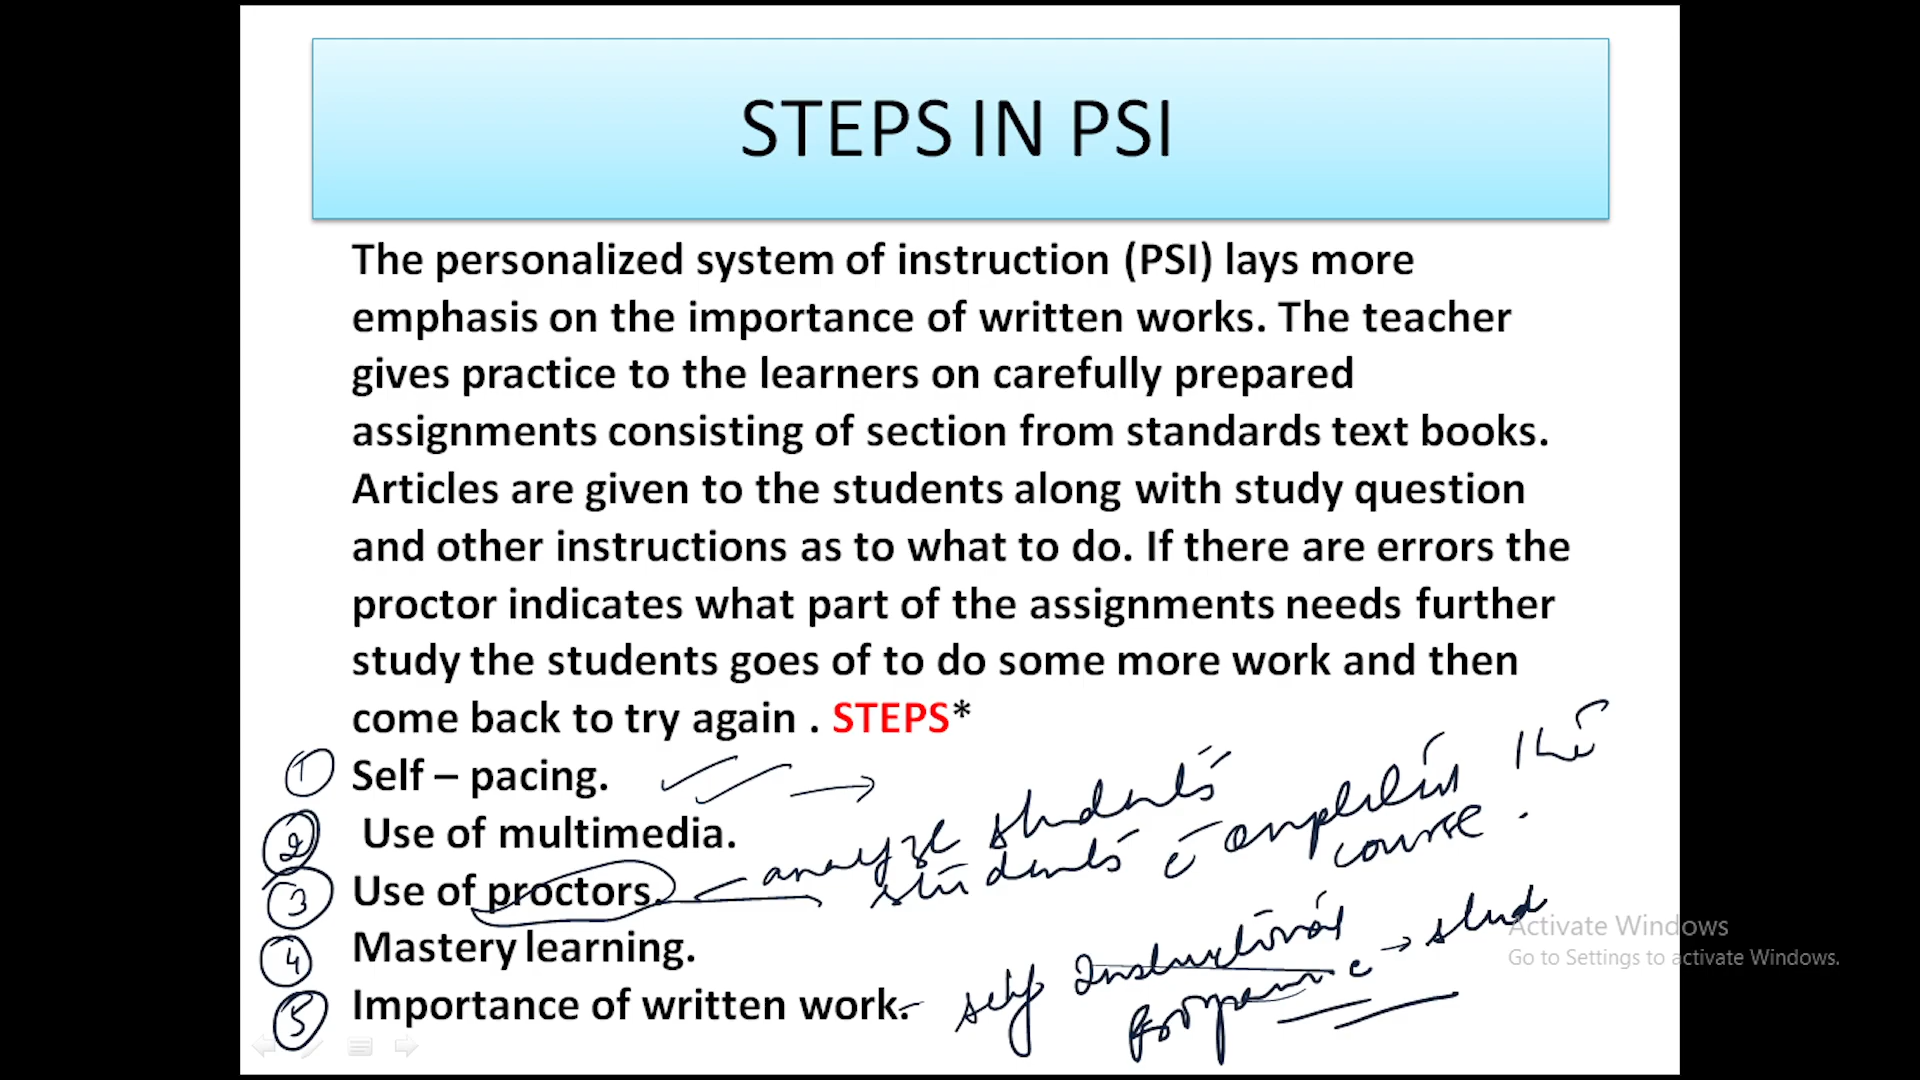 STEPS IN PSI
The personalized system of instruction (PSI) lays more
emphasis on the importance of written works. The teacher
gives practice to the learners on carefully prepared
assignments consisting of section from standards text books.
Articles are given to the students along with study question
and other instructions as to what to do. If there are errors the
proctor indicates what part of the assignments needs further
study the students goes of to do some more work and then
come back to try again . STEPS*
1 Self – pacing.
2 Use of multimedia.
3 Use of proctors.
analyze students
students
course.
4 Mastery learning.
5 Importance of written work.
self Instructional
Activate Windows
Go to Settings to activate Windows.